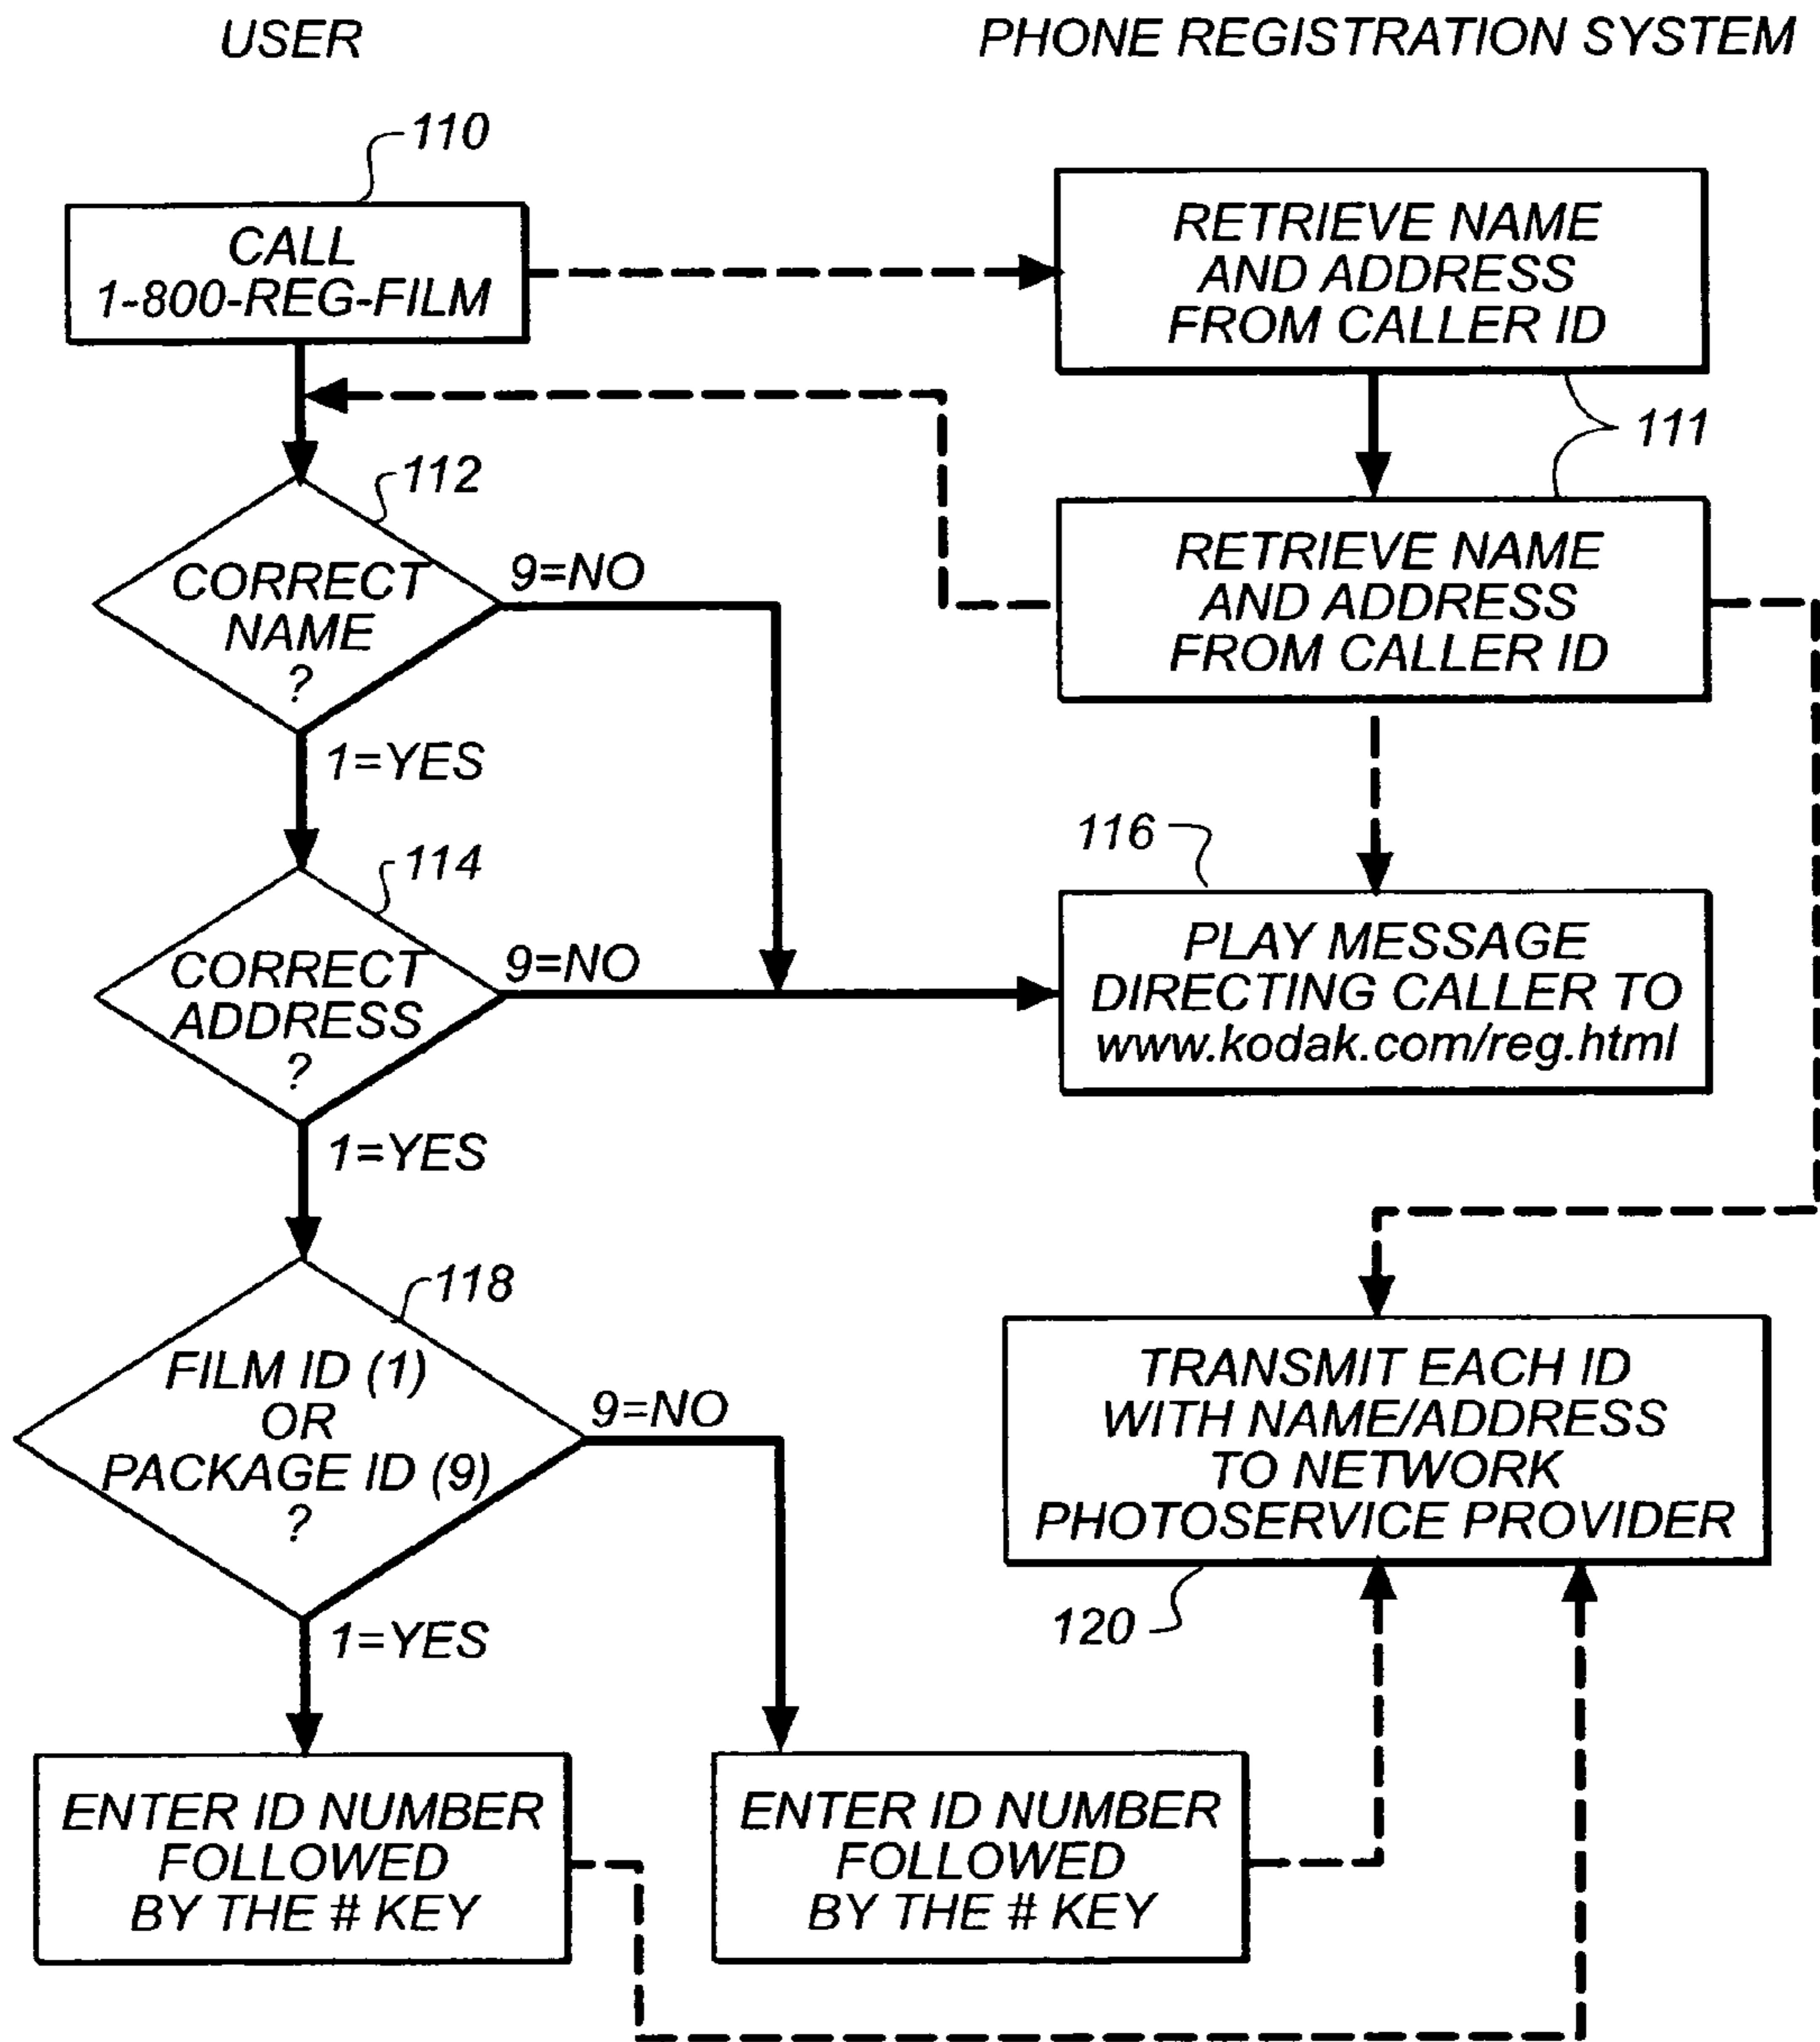 USER
PHONE REGISTRATION SYSTEM
110
CALL
1-800-REG-FILM
RETRIEVE NAME
AND ADDRESS
FROM CALLER ID
111
112
CORRECT
NAME
?
9=NO
1=YES
RETRIEVE NAME
AND ADDRESS
FROM CALLER ID
114
CORRECT
ADDRESS
?
9=NO
1=YES
116
PLAY MESSAGE
DIRECTING CALLER TO
www.kodak.com/reg.html
118
FILM ID (1)
OR
PACKAGE ID (9)
?
9=NO
1=YES
TRANSMIT EACH ID
WITH NAME/ADDRESS
TO NETWORK
PHOTOSERVICE PROVIDER
120
ENTER ID NUMBER
FOLLOWED
BY THE # KEY
ENTER ID NUMBER
FOLLOWED
BY THE # KEY